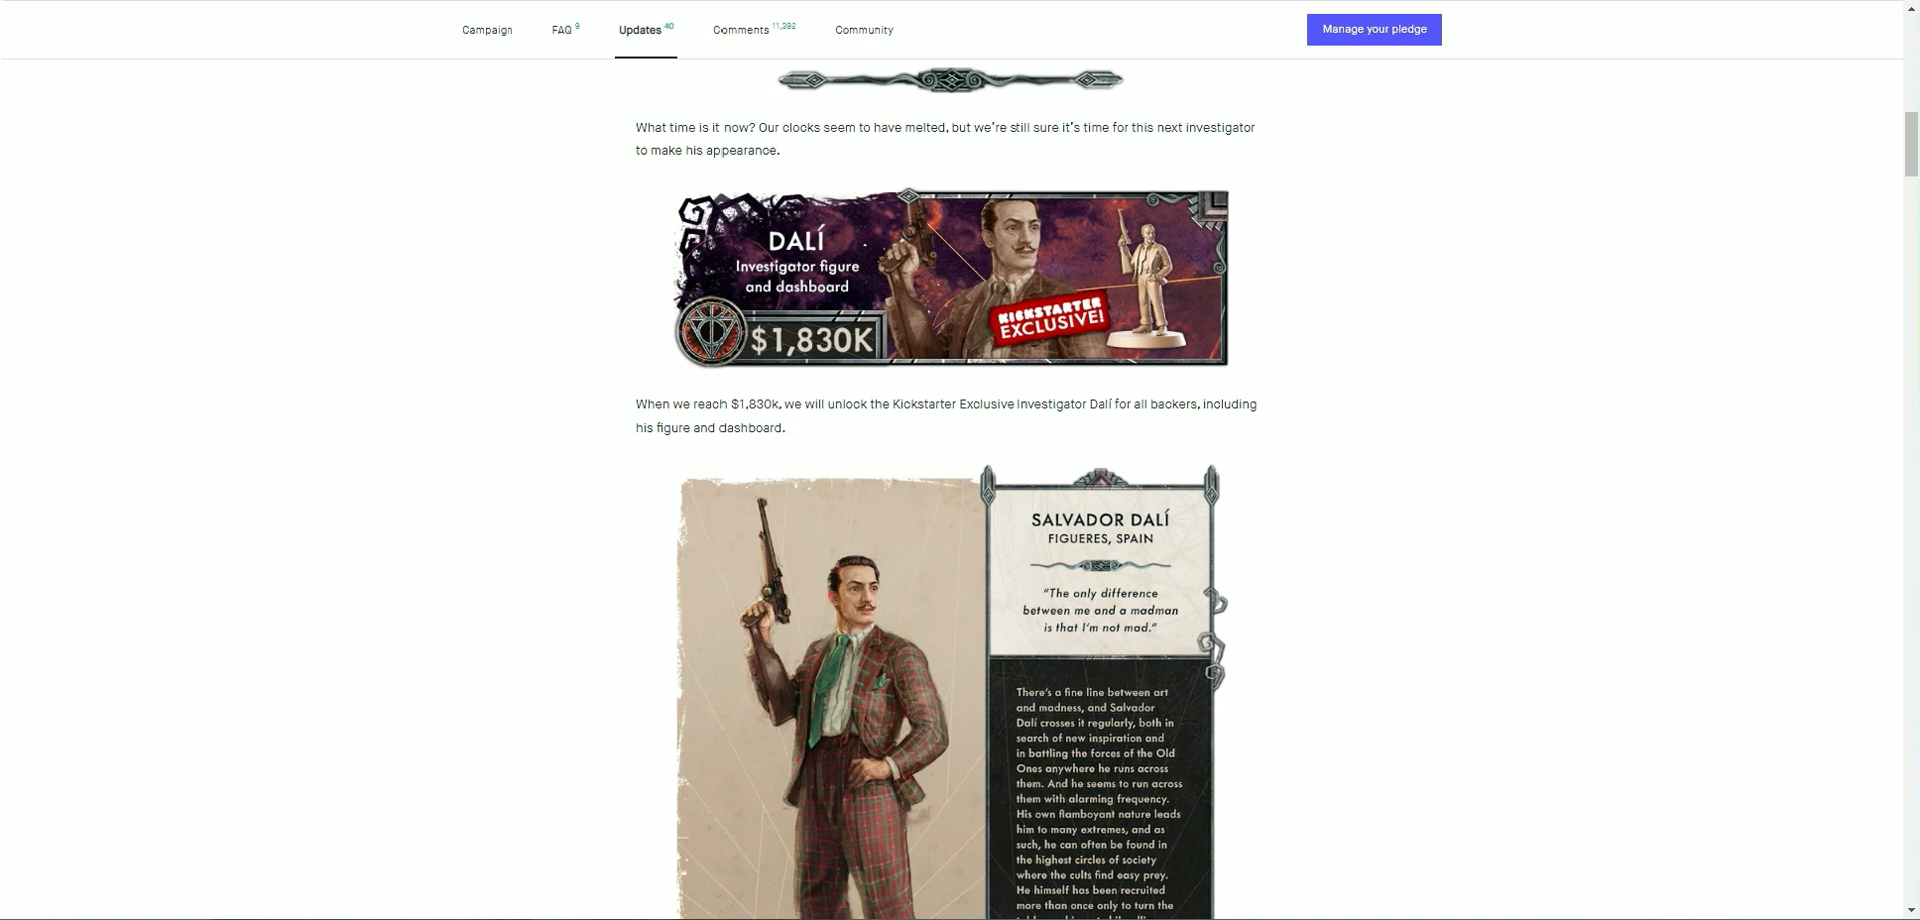 Campaign
FAQ 9
Updates 40
Comments 11,392
Community
Manage your pledge
What time is it now? Our clocks seem to have melted, but we're still sure it's time for this next investigator
to make his appearance.
DALÍ
Investigator figure
and dashboard
$1,830K
KICKSTARTER
EXCLUSIVE!
When we reach $1,830k, we will unlock the Kickstarter Exclusive Investigator Dalí for all backers, including
his figure and dashboard.
SALVADOR DALÍ
FIGUERES, SPAIN
"The only difference
between me and a madman
is that I'm not mad."
There's a fine line between art
and madness, and Salvador
Dalí crosses it regularly, both in
search of new inspiration and
in battling the forces of the Old
Ones anywhere he runs across
them. And he seems to run across
them with alarming frequency.
His own flamboyant nature leads
him to many extremes, and as
such, he can often be found in
the highest circles of society
where the cults find easy prey.
He himself has been recruited
more than once only to turn the